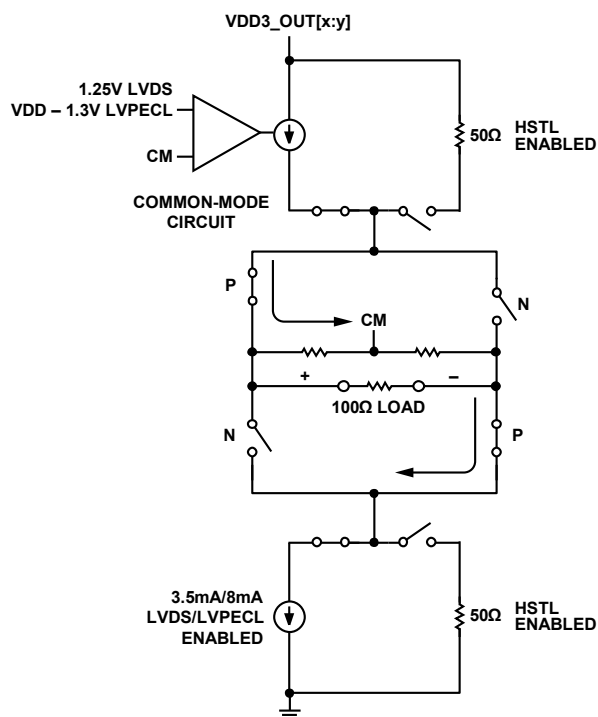 VDD3_OUT[x:y]
1.25V LVDS
VDD – 1.3V LVPECL
CM
COMMON-MODE
CIRCUIT
50Ω
HSTL
ENABLED
P
N
CM
+
–
100Ω LOAD
N
P
3.5mA/8mA
LVDS/LVPECL
ENABLED
50Ω
HSTL
ENABLED